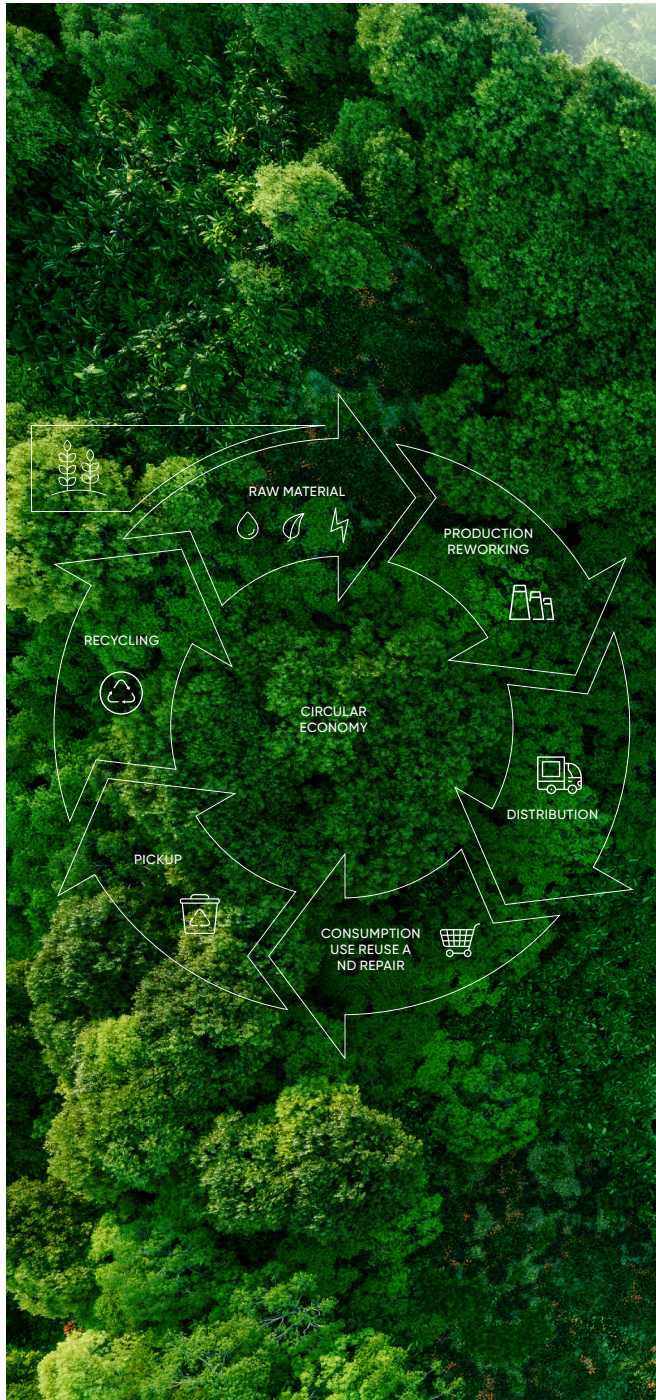 RAW MATERIAL
PRODUCTION
REWORKING
RECYCLING
CIRCULAR
ECONOMY
DISTRIBUTION
PICKUP
CONSUMPTION
USE REUSE A
ND REPAIR